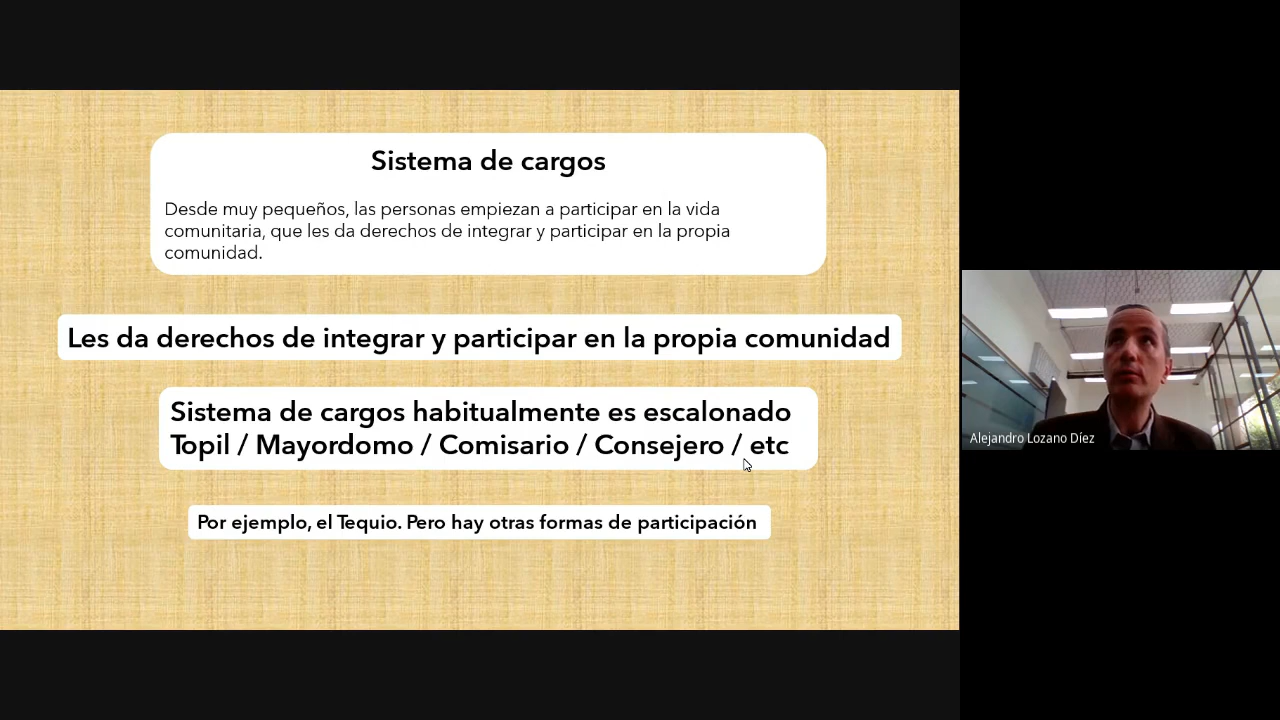 Sistema de cargos
Desde muy pequeños, las personas empiezan a participar en la vida
comunitaria, que les da derechos de integrar y participar en la propia
comunidad.
Les da derechos de integrar y participar en la propia comunidad
Sistema de cargos habitualmente es escalonado
Topil / Mayordomo / Comisario / Consejero / etc
Por ejemplo, el Tequio. Pero hay otras formas de participación
Alejandro Lozano Díez